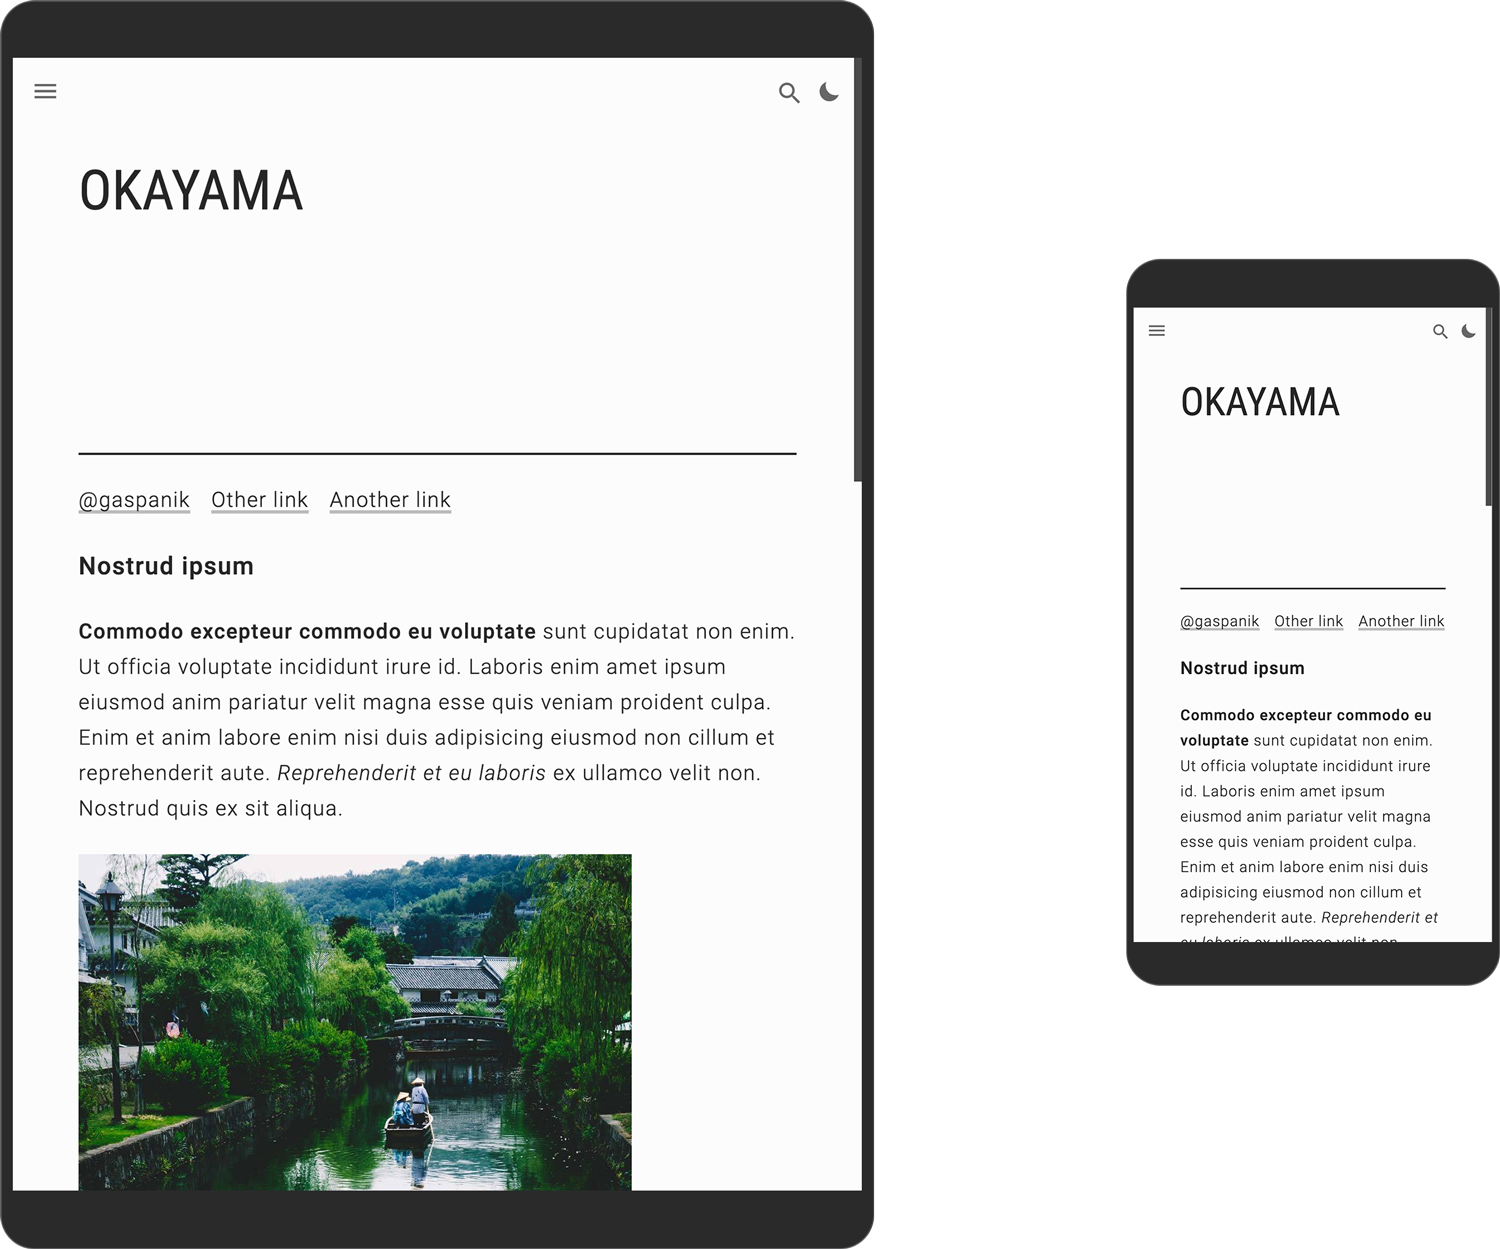 OKAYAMA
@gaspanik Other link Another link
Nostrud ipsum
Commodo excepteur commodo eu voluptate sunt cupidatat non enim.
Ut officia voluptate incididunt irure id. Laboris enim amet ipsum
eiusmod anim pariatur velit magna esse quis veniam proident culpa.
Enim et anim labore enim nisi duis adipisicing eiusmod non cillum et
reprehenderit aute. Reprehenderit et eu laboris ex ullamco velit non.
Nostrud quis ex sit aliqua.
OKAYAMA
@gaspanik Other link Another link
Nostrud ipsum
Commodo excepteur commodo eu
voluptate sunt cupidatat non enim.
Ut officia voluptate incididunt irure
id. Laboris enim amet ipsum
eiusmod anim pariatur velit magna
esse quis veniam proident culpa.
Enim et anim labore enim nisi duis
adipisicing eiusmod non cillum et
reprehenderit aute. Reprehenderit et
eu laboris ex ullamco velit non.